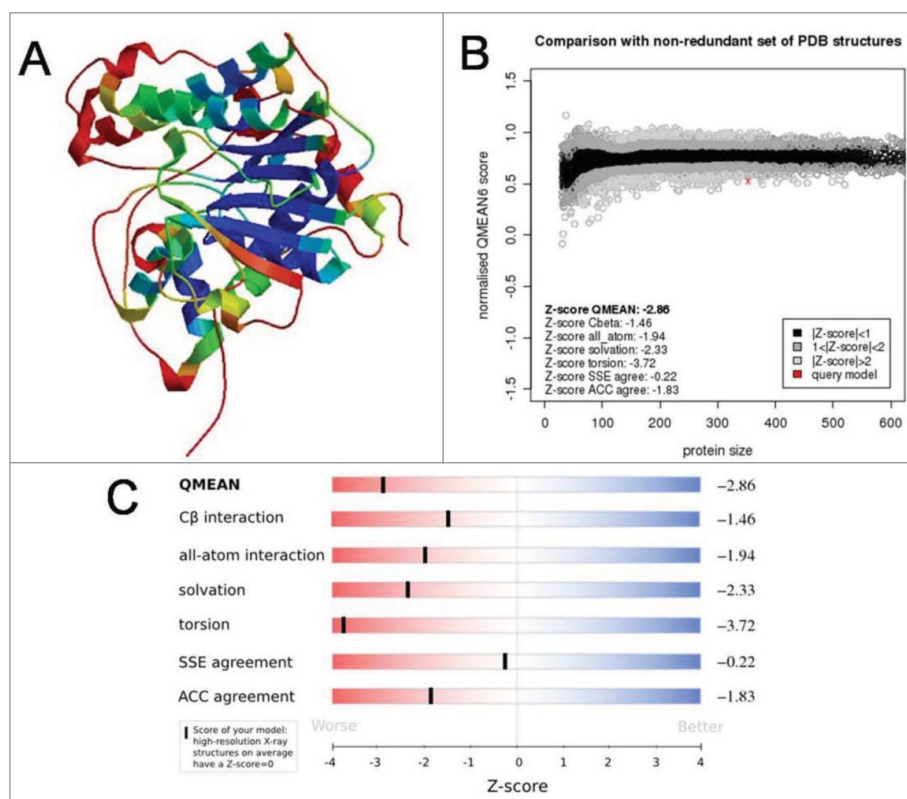 A
B
Comparison with non-redundant set of PDB structures
normalised QMEAN6 score
1.5
1.0
0.5
0.0
-0.5
-1.0
-1.5
Z-score QMEAN: -2.86
Z-score Cbeta: -1.46
Z-score all_atom: -1.94
Z-score solvation: -2.33
Z-score torsion: -3.72
Z-score SSE agree: -0.22
Z-score ACC agree: -1.83
|Z-score|<1
1<|Z-score|<2
|Z-score|>2
query model
0 100 200 300 400 500 600
protein size
C
QMEAN −2.86
Cβ interaction −1.46
all-atom interaction −1.94
solvation −2.33
torsion −3.72
SSE agreement −0.22
ACC agreement −1.83
Score of your model:
high-resolution X-ray
structures on average
have a Z-score=0
Worse Better
-4 -3 -2 -1 0 1 2 3 4
Z-score